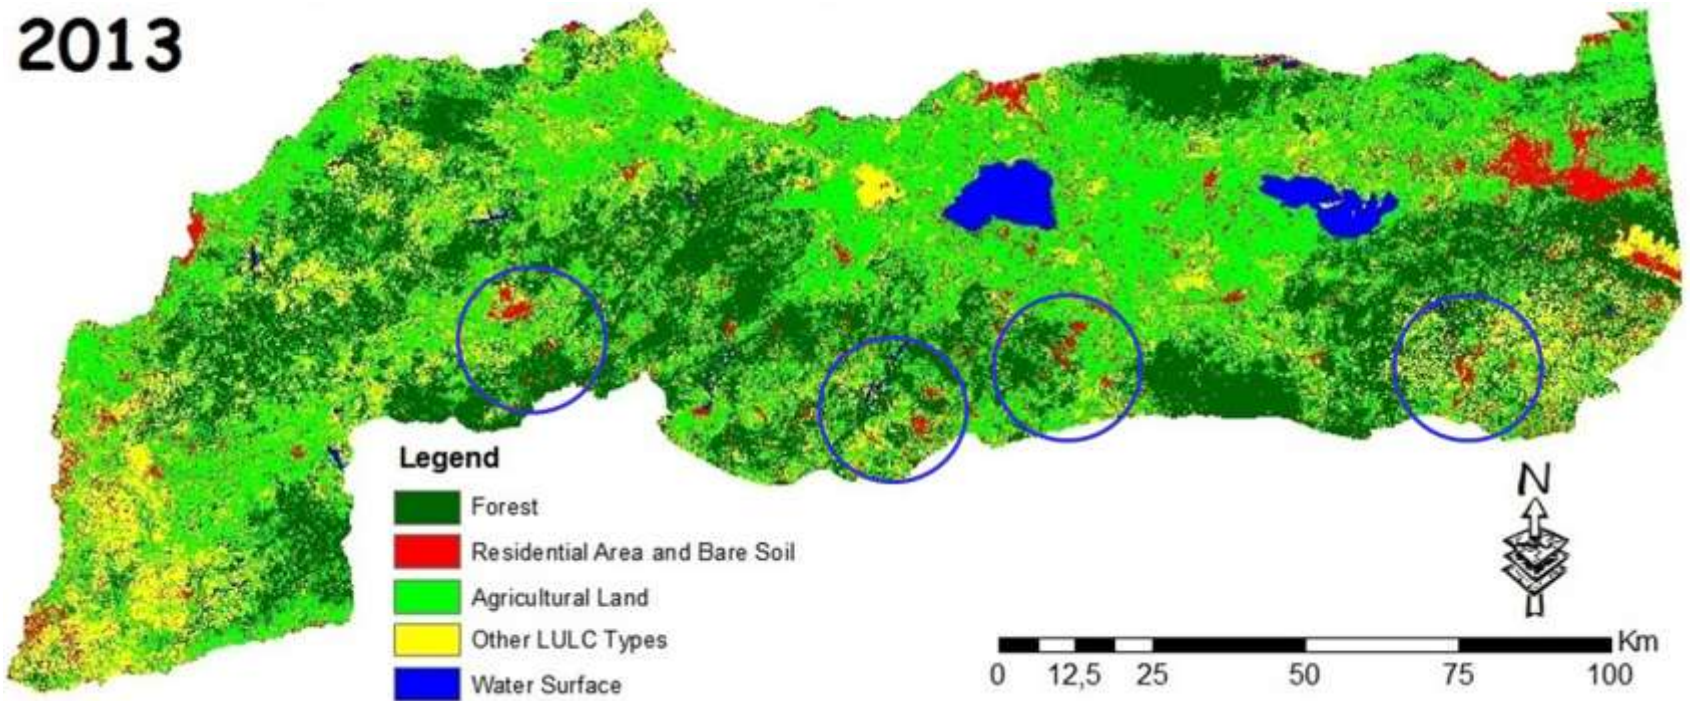 2013
Legend
Forest
Residential Area and Bare Soil
Agricultural Land
Other LULC Types
Water Surface
N
Km
0 12,5 25 50 75 100